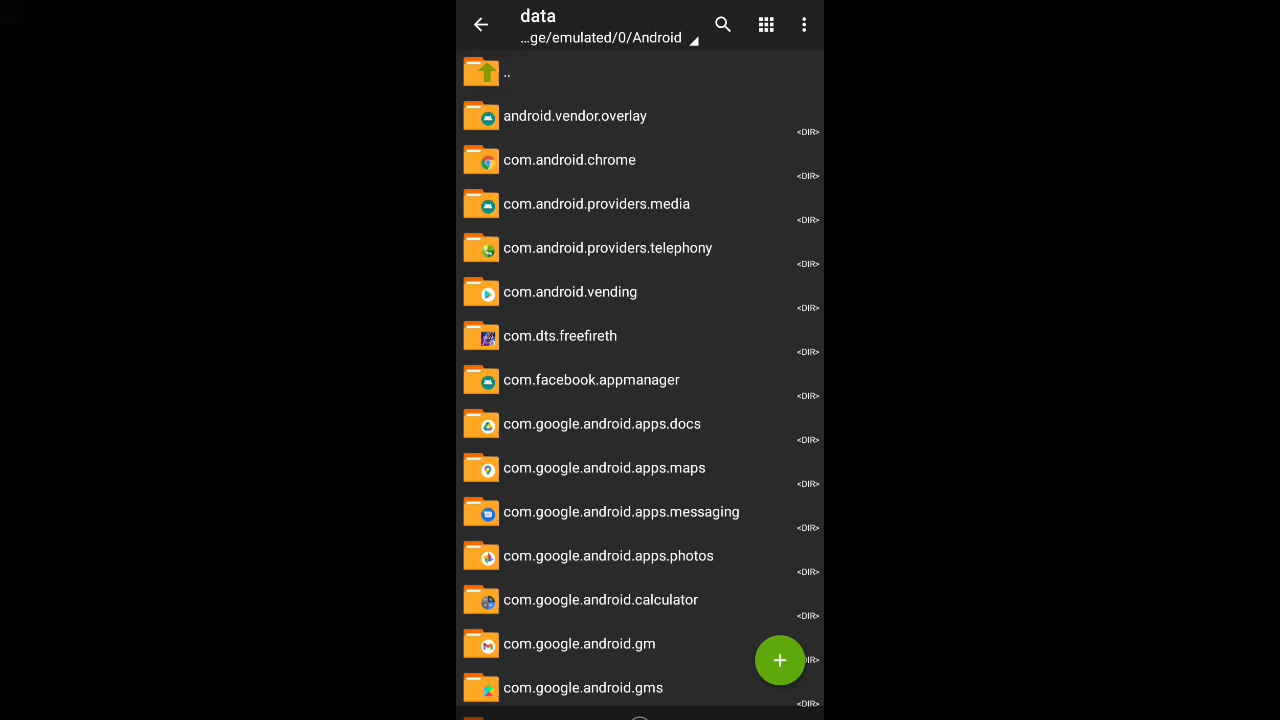 data
...ge/emulated/0/Android
..
android.vendor.overlay
<DIR>
com.android.chrome
<DIR>
com.android.providers.media
<DIR>
com.android.providers.telephony
<DIR>
com.android.vending
<DIR>
com.dts.freefireth
<DIR>
com.facebook.appmanager
<DIR>
com.google.android.apps.docs
<DIR>
com.google.android.apps.maps
<DIR>
com.google.android.apps.messaging
<DIR>
com.google.android.apps.photos
<DIR>
com.google.android.calculator
<DIR>
com.google.android.gm
<DIR>
com.google.android.gms
<DIR>